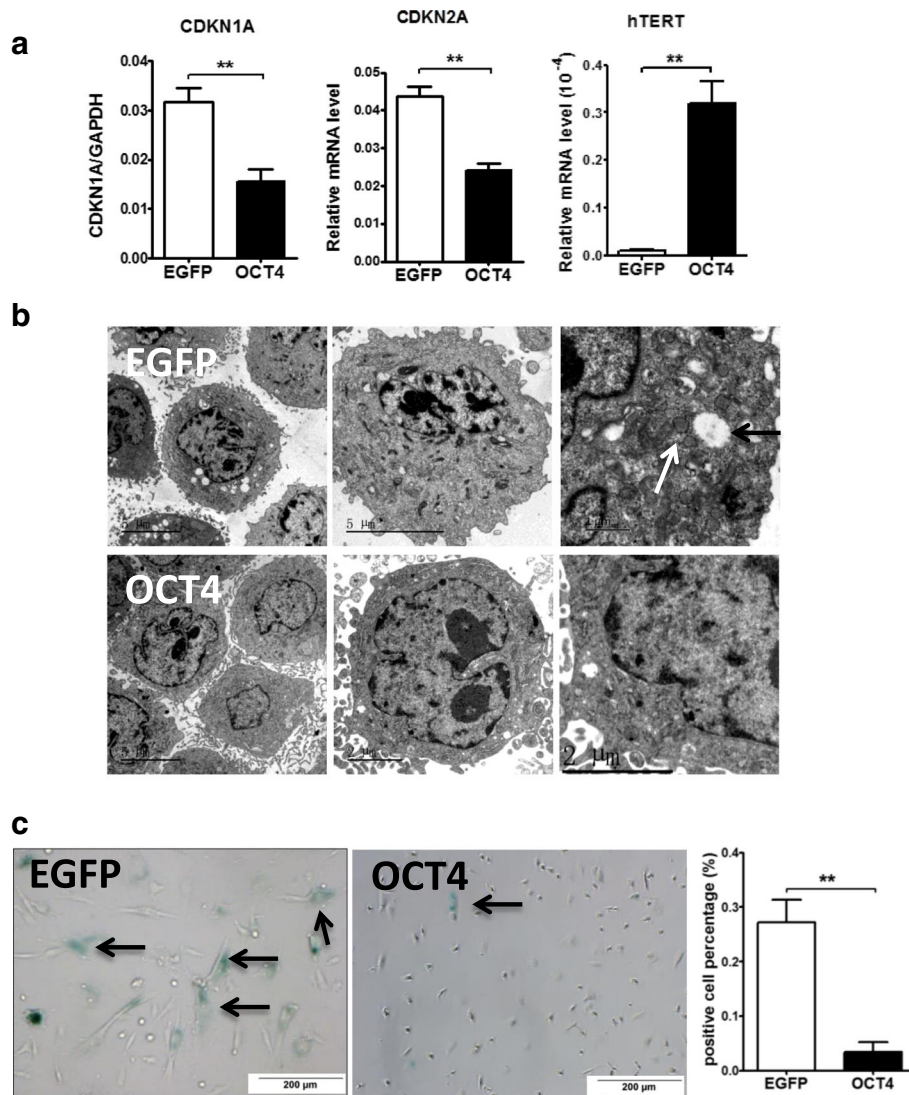 a
CDKN1A
CDKN1A/GAPDH
0.04
0.03
0.02
0.01
0.00
**
EGFP OCT4
CDKN2A
Relative mRNA level
0.05
0.04
0.03
0.02
0.01
0.00
**
EGFP OCT4
hTERT
Relative mRNA level (10⁻⁴)
0.4
0.3
0.4
0.2
0.0
**
EGFP OCT4
b
EGFP
5 μm
5 μm
OCT4
5 μm
2 μm
2 μm
c
EGFP
200 μm
OCT4
200 μm
positive cell percentage (%)
0.4
0.3
0.2
0.1
0.0
**
EGFP OCT4